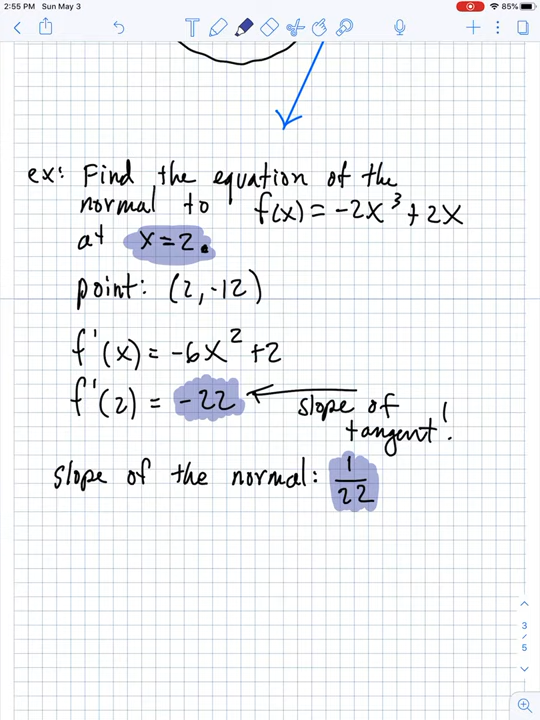 2:55 PM Sun May 3
85%
ex: Find the equation of the
normal to f(x) = -2x³ + 2x
at x = 2.
point: (2, -12)
f'(x) = -6x² + 2
f'(2) = -22 slope of
tangent!
slope of the normal: 1/22
3
/
5